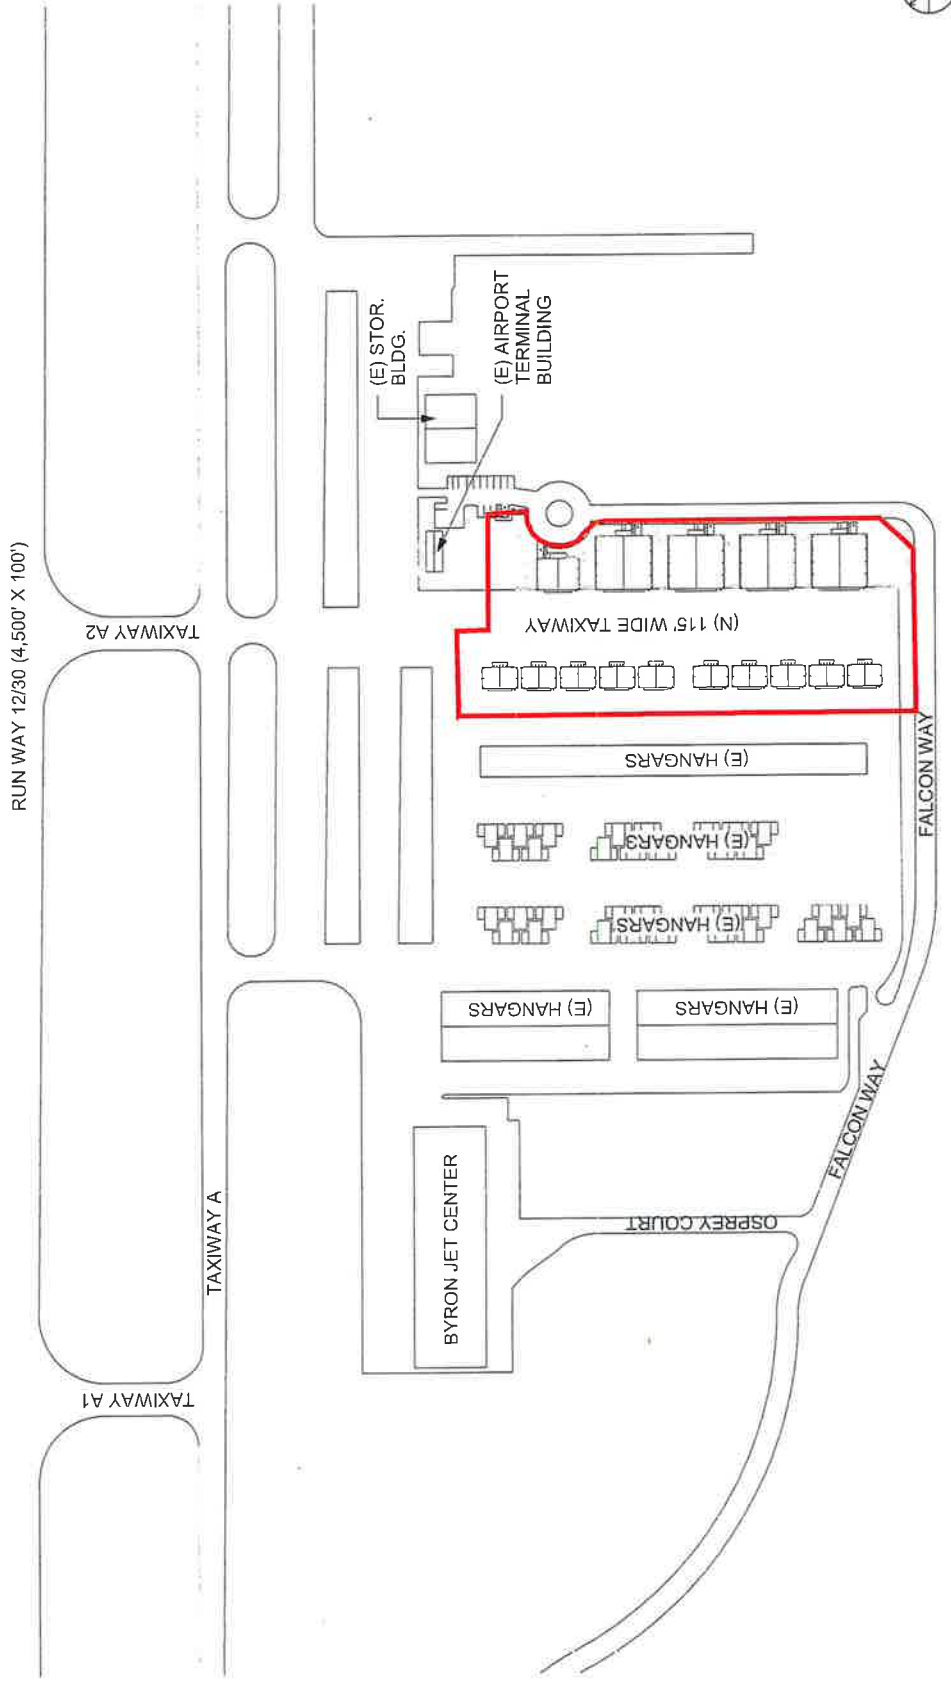 RUN WAY 12/30 (4,500' X 100')
TAXIWAY A1
TAXIWAY A2
TAXIWAY A
BYRON JET CENTER
(E) STOR.
BLDG.
(E) AIRPORT
TERMINAL
BUILDING
(E) HANGARS
(E) HANGARS
(E) HANGARS
(E) HANGARS
(E) HANGARS
(N) 115' WIDE TAXIWAY
OSPREY COURT
FALCON WAY
FALCON WAY